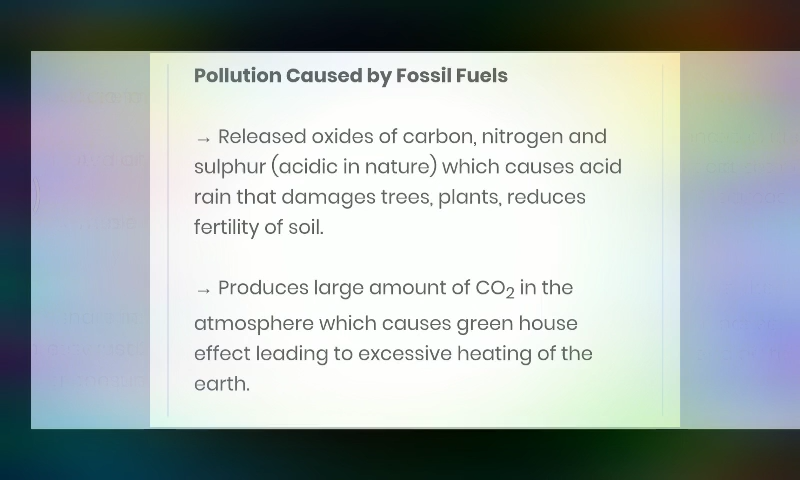 Pollution Caused by Fossil Fuels
→ Released oxides of carbon, nitrogen and
sulphur (acidic in nature) which causes acid
rain that damages trees, plants, reduces
fertility of soil.
→ Produces large amount of CO₂ in the
atmosphere which causes green house
effect leading to excessive heating of the
earth.